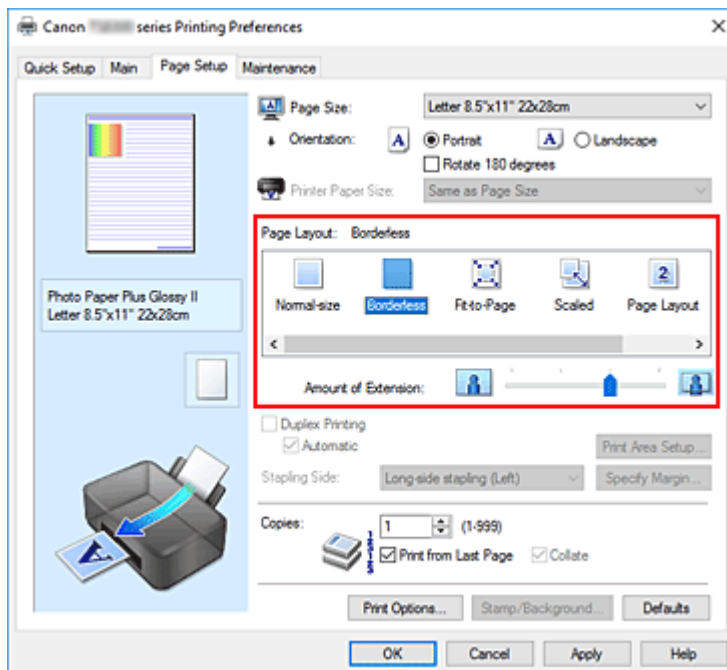 Canon series Printing Preferences
Quick Setup Main Page Setup Maintenance
Page Size: Letter 8.5"x11" 22x28cm
Orientation: A Portrait A Landscape
Rotate 180 degrees
Printer Paper Size: Same as Page Size
Page Layout: Borderless
Normal-size Borderless Fit-to-Page Scaled 2 Page Layout
Photo Paper Plus Glossy II
Letter 8.5"x11" 22x28cm
Amount of Extension:
Duplex Printing
Automatic Print Area Setup...
Stapling Side: Long-side stapling (Left) Specify Margin...
Copies: 1 (1-999)
Print from Last Page Collate
A
Print Options... Stamp/Background... Defaults
OK Cancel Apply Help